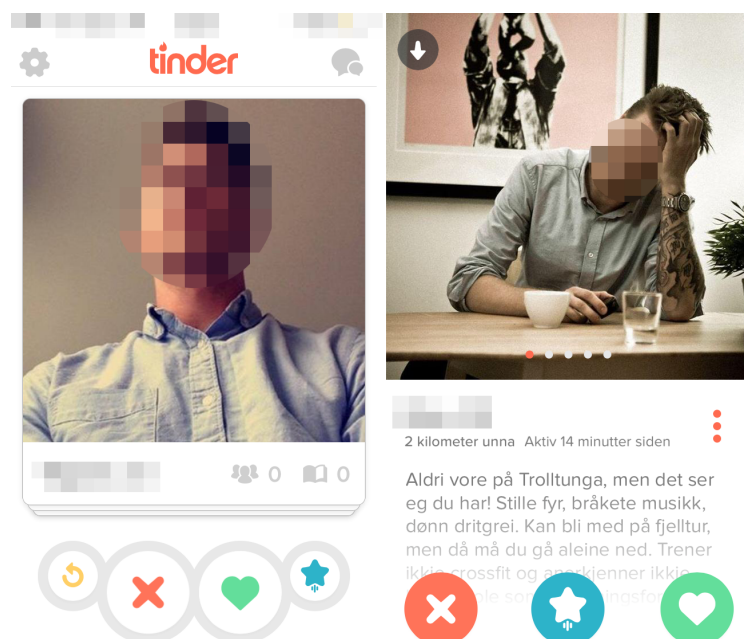 tinder
0
0
2 kilometer unna Aktiv 14 minutter siden
Aldri vore på Trolltunga, men det ser
eg du har! Stille fyr, bråkete musikk,
dønn dritgrei. Kan bli med på fjelltur,
men då må du gå aleine ned. Trener
ikkje crossfit og anerkjenner ikkje